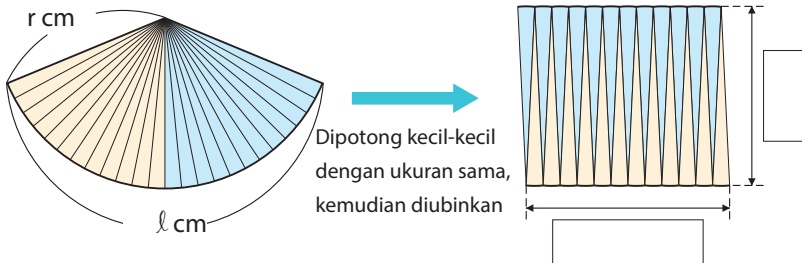 r cm
ℓ cm
Dipotong kecil-kecil
dengan ukuran sama,
kemudian diubinkan